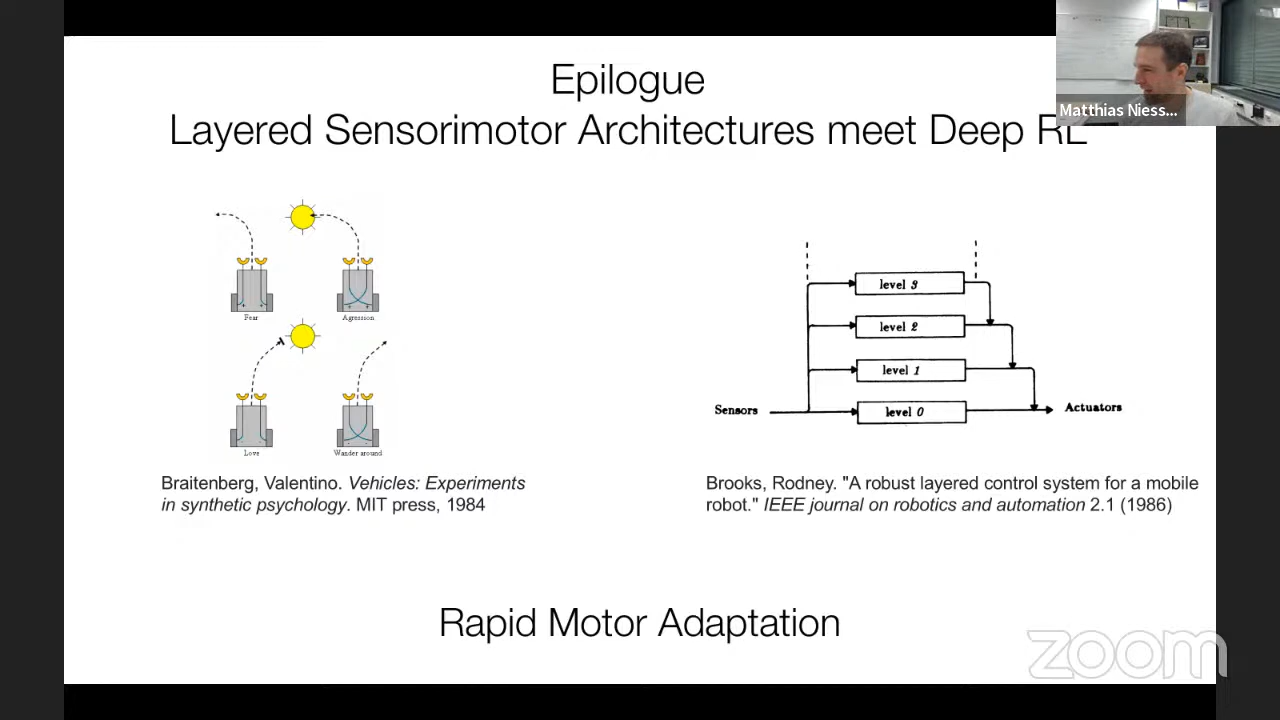 Epilogue
Layered Sensorimotor Architectures meet Deep RL
Matthias Niess...
Fear
Agression
Love
Wander around
level 3
level 2
level 1
level 0
Sensors
Actuators
Braitenberg, Valentino. Vehicles: Experiments
in synthetic psychology. MIT press, 1984
Brooks, Rodney. "A robust layered control system for a mobile
robot." IEEE journal on robotics and automation 2.1 (1986)
Rapid Motor Adaptation
zoom